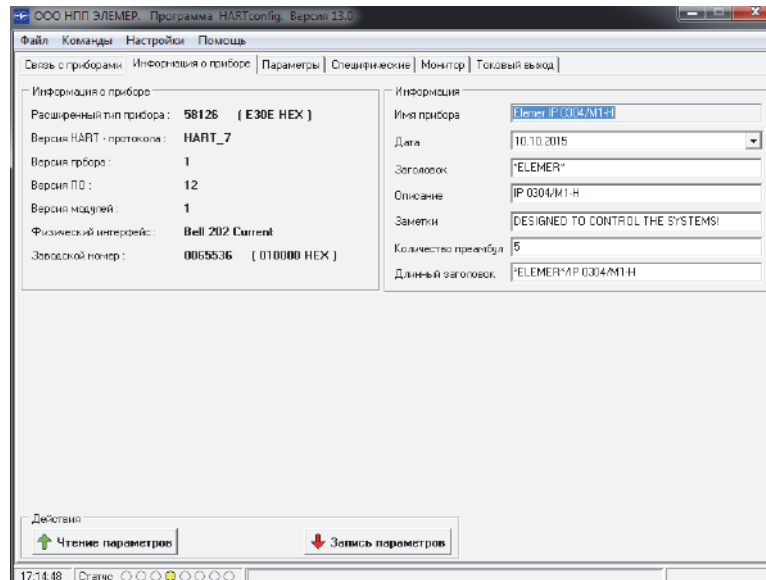 ООО НПП ЭЛЕМЕР. Программа HARTconfig. Версия 13.0
Файл Команды Настройки Помощь
Связь с приборами Информация о приборе Параметры Специфические Монитор Токовый выход
Информация о приборе
Расширенный тип прибора: 58126 ( E30E HEX )
Версия HART - протокола: HART_7
Версия прбора: 1
Версия ПО: 12
Версия модулей: 1
Физический интерфейс: Bell 202 Current
Заводской номер: 0065536 ( 010000 HEX )
Информация
Имя прибора Elemer IP 0304/M1-H
Дата 10.10.2015
Заголовок *ELEMER*
Описание IP 0304/M1-H
Заметки DESIGNED TO CONTROL THE SYSTEMS!
Количество преамбул 5
Длинный заголовок *ELEMER*/IP 0304/M1-H
Действия
Чтение параметров Запись параметров
17:14:48 Статус